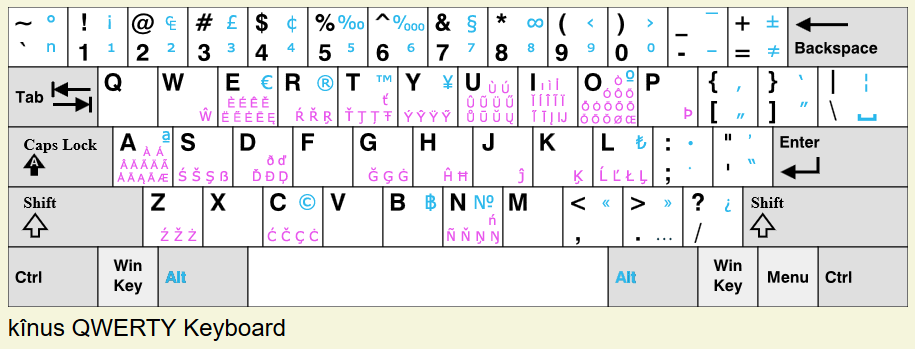 ~ ° ! ¡ @ ₠ # £ $ ¢ % ‰ ^ ‱ & § * ∞ ( ‹ ) › _ ¯ + ±
` ⁿ 1 ¹ 2 ² 3 ³ 4 ⁴ 5 ⁵ 6 ⁶ 7 ⁷ 8 ⁸ 9 ⁹ 0 ⁰ - – = ≠ Backspace
Tab Q W E € R ® T ™ Y ¥ U I O º P { ‚ } ‘ | ¦
Ŵ [ „ ] ” \ ␣
Caps Lock A ª S D F G H J K L ₺ : • " ’ Enter
Ś Š Ş ß Ğ Ģ Ġ Ĥ Ħ Ĵ Ķ Ĺ Ľ Ł Ļ ; · ' “
Shift Z X C © V B ฿ N № M < « > » ? ¿ Shift
Ź Ž Ż Ć Č Ç Ċ Ñ Ň Ņ Ŋ , . … /
Ctrl Win Key Alt Alt Win Key Menu Ctrl
kînus QWERTY Keyboard